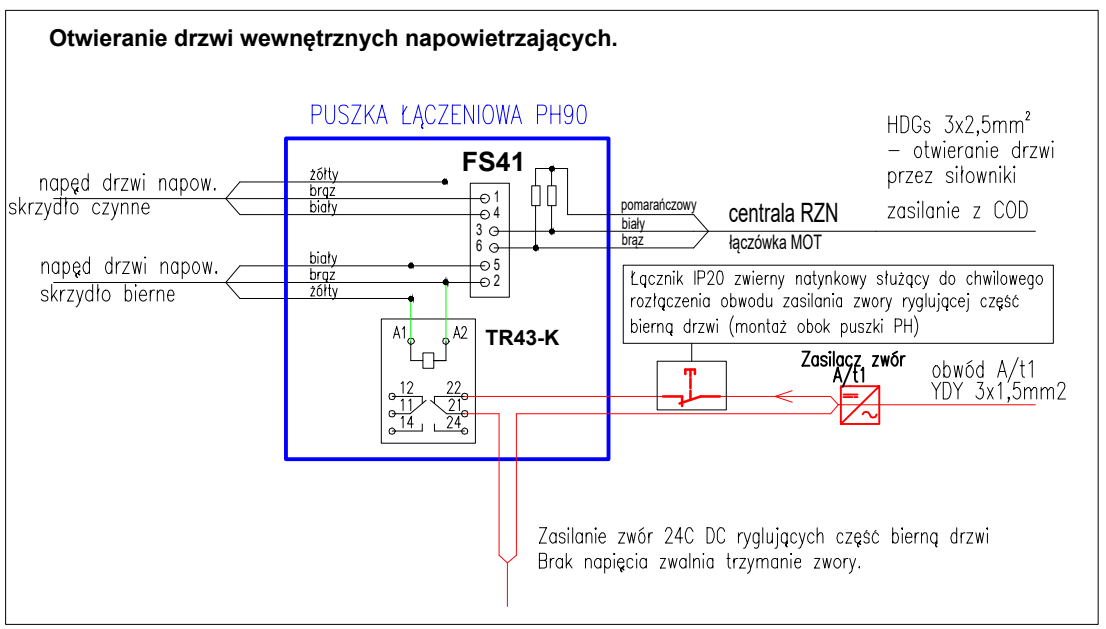 Otwieranie drzwi wewnętrznych napowietrzających.
PUSZKA ŁĄCZENIOWA PH90
HDGs 3x2,5mm²
– otwieranie drzwi
przez siłowniki
zasilanie z COD
napęd drzwi napow.
skrzydło czynne
żółty
brąz
biały
FS41
1
4
3
6
5
2
pomarańczowy
biały
brąz
centrala RZN
łączówka MOT
napęd drzwi napow.
skrzydło bierne
biały
brąz
żółty
Łącznik IP20 zwierny natynkowy służący do chwilowego
rozłączenia obwodu zasilania zwory ryglującej część
bierną drzwi (montaż obok puszki PH)
A1 A2
TR43-K
12 22
11 21
14 24
Zasilacz zwór
A/t1
obwód A/t1
YDY 3x1,5mm2
Zasilanie zwór 24C DC ryglujących część bierną drzwi
Brak napięcia zwalnia trzymanie zwory.